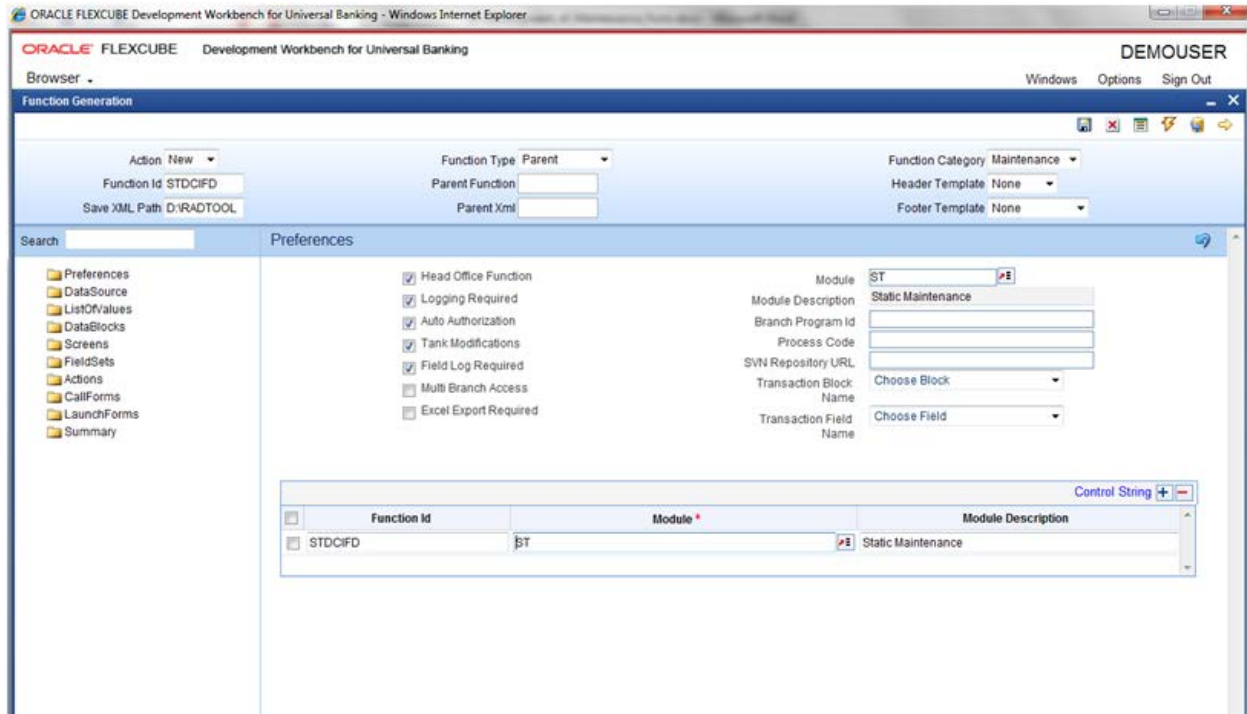 ORACLE FLEXCUBE Development Workbench for Universal Banking - Windows Internet Explorer
ORACLE FLEXCUBE Development Workbench for Universal Banking
DEMOUSER
Browser
Windows Options Sign Out
Function Generation
Action New Function Type Parent Function Category Maintenance
Function Id STDCIFD Parent Function Header Template None
Save XML Path D:\RADTOOL Parent Xml Footer Template None
Search
Preferences
Preferences
DataSource
ListOfValues
DataBlocks
Screens
FieldSets
Actions
CallForms
LaunchForms
Summary
Head Office Function
Logging Required
Auto Authorization
Tank Modifications
Field Log Required
Multi Branch Access
Excel Export Required
Module ST
Module Description Static Maintenance
Branch Program Id
Process Code
SVN Repository URL
Transaction Block Choose Block
Name
Transaction Field Choose Field
Name
Control String + -
Function Id Module * Module Description
STDCIFD ST Static Maintenance